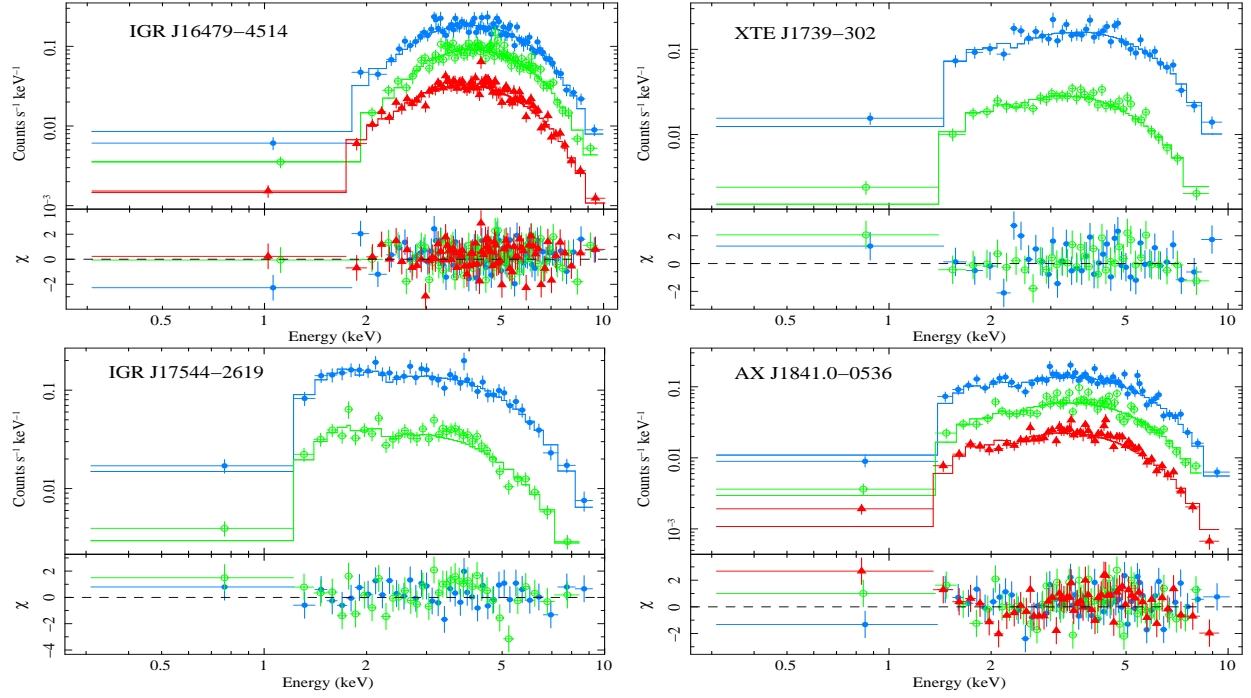 IGR J16479−4514
Counts s⁻¹ keV⁻¹
0.1
0.01
10⁻³
χ
2
0
−2
0.5 1 2 5 10
Energy (keV)
XTE J1739−302
Counts s⁻¹ keV⁻¹
0.1
0.01
χ
2
0
−2
0.5 1 2 5 10
Energy (keV)
IGR J17544−2619
Counts s⁻¹ keV⁻¹
0.1
0.01
χ
2
0
−2
−4
0.5 1 2 5 10
Energy (keV)
AX J1841.0−0536
Counts s⁻¹ keV⁻¹
0.1
0.01
10⁻³
χ
2
0
−2
0.5 1 2 5 10
Energy (keV)